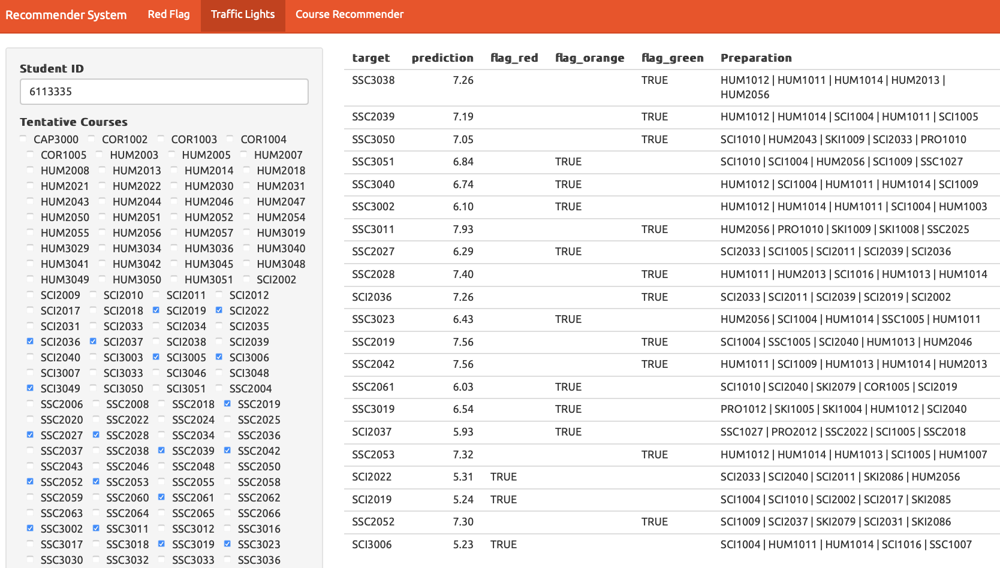 Recommender System Red Flag Traffic Lights Course Recommender
Student ID
6113335
Tentative Courses
CAP3000 COR1002 COR1003 COR1004
COR1005 HUM2003 HUM2005 HUM2007
HUM2008 HUM2013 HUM2014 HUM2018
HUM2021 HUM2022 HUM2030 HUM2031
HUM2043 HUM2044 HUM2046 HUM2047
HUM2050 HUM2051 HUM2052 HUM2054
HUM2055 HUM2056 HUM2057 HUM3019
HUM3029 HUM3034 HUM3036 HUM3040
HUM3041 HUM3042 HUM3045 HUM3048
HUM3049 HUM3050 HUM3051 SCI2002
SCI2009 SCI2010 SCI2011 SCI2012
SCI2017 SCI2018 SCI2019 SCI2022
SCI2031 SCI2033 SCI2034 SCI2035
SCI2036 SCI2037 SCI2038 SCI2039
SCI2040 SCI3003 SCI3005 SCI3006
SCI3007 SCI3033 SCI3046 SCI3048
SCI3049 SCI3050 SCI3051 SSC2004
SSC2006 SSC2008 SSC2018 SSC2019
SSC2020 SSC2022 SSC2024 SSC2025
SSC2027 SSC2028 SSC2034 SSC2036
SSC2037 SSC2038 SSC2039 SSC2042
SSC2043 SSC2046 SSC2048 SSC2050
SSC2052 SSC2053 SSC2055 SSC2058
SSC2059 SSC2060 SSC2061 SSC2062
SSC2063 SSC2064 SSC2065 SSC2066
SSC3002 SSC3011 SSC3012 SSC3016
SSC3017 SSC3018 SSC3019 SSC3023
SSC3030 SSC3032 SSC3033 SSC3036
target prediction flag_red flag_orange flag_green Preparation
SSC3038 7.26 TRUE HUM1012 | HUM1011 | HUM1014 | HUM2013 |
HUM2056
SSC2039 7.19 TRUE HUM1012 | HUM1014 | SCI1004 | HUM1011 | SCI1005
SSC3050 7.05 TRUE SCI1010 | HUM2043 | SKI1009 | SCI2033 | PRO1010
SSC3051 6.84 TRUE SCI1010 | SCI1004 | HUM2056 | SCI1009 | SSC1027
SSC3040 6.74 TRUE HUM1012 | SCI1004 | HUM1011 | HUM1014 | SCI1009
SSC3002 6.10 TRUE HUM1012 | HUM1014 | HUM1011 | SCI1004 | HUM1003
SSC3011 7.93 TRUE HUM2056 | PRO1010 | SKI1009 | SKI1008 | SSC2025
SSC2027 6.29 TRUE SCI2033 | SCI1005 | SCI2011 | SCI2039 | SCI2036
SSC2028 7.40 TRUE HUM1011 | HUM2013 | SCI1016 | HUM1013 | HUM1014
SCI2036 7.26 TRUE SCI2033 | SCI2011 | SCI2039 | SCI2019 | SCI2002
SSC3023 6.43 TRUE HUM2056 | SCI1004 | HUM1014 | SSC1005 | HUM1011
SSC2019 7.56 TRUE SCI1004 | SSC1005 | SCI2040 | HUM1013 | HUM2046
SSC2042 7.56 TRUE HUM1011 | SCI1009 | HUM1013 | HUM1014 | HUM2013
SSC2061 6.03 TRUE SCI1010 | SCI2040 | SKI2079 | COR1005 | SCI2019
SSC3019 6.54 TRUE PRO1012 | SKI1005 | SKI1004 | HUM1012 | SCI2040
SCI2037 5.93 TRUE SSC1027 | PRO2012 | SSC2022 | SCI1005 | SSC2018
SSC2053 7.32 TRUE HUM1012 | HUM1014 | HUM1013 | SCI1005 | HUM1007
SCI2022 5.31 TRUE SCI2033 | SCI2040 | SCI2011 | SKI2086 | HUM2056
SCI2019 5.24 TRUE SCI1004 | SCI1010 | SCI2002 | SCI2017 | SKI2085
SSC2052 7.30 TRUE SCI1009 | SCI2037 | SKI2079 | SCI2031 | SKI2086
SCI3006 5.23 TRUE SCI1004 | HUM1011 | HUM1014 | SCI1016 | SSC1007